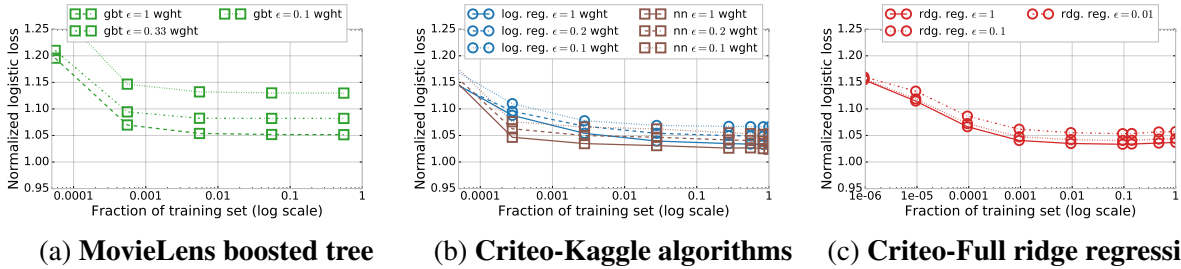 gbt ϵ=1 wght
gbt ϵ=0.33 wght
gbt ϵ=0.1 wght
Normalized logistic loss
1.25
1.20
1.15
1.10
1.05
1.00
0.95
0.0001 0.001 0.01 0.1 1
Fraction of training set (log scale)
(a) MovieLens boosted tree
log. reg. ϵ=1 wght
log. reg. ϵ=0.2 wght
log. reg. ϵ=0.1 wght
nn ϵ=1 wght
nn ϵ=0.2 wght
nn ϵ=0.1 wght
Normalized logistic loss
1.25
1.20
1.15
1.10
1.05
1.00
0.95
0.0001 0.001 0.01 0.1 1
Fraction of training set (log scale)
(b) Criteo-Kaggle algorithms
rdg. reg. ϵ=1
rdg. reg. ϵ=0.1
rdg. reg. ϵ=0.01
Normalized logistic loss
1.25
1.20
1.15
1.10
1.05
1.00
0.95
1e-06 1e-05 0.0001 0.001 0.01 0.1 1
Fraction of training set (log scale)
(c) Criteo-Full ridge regressi